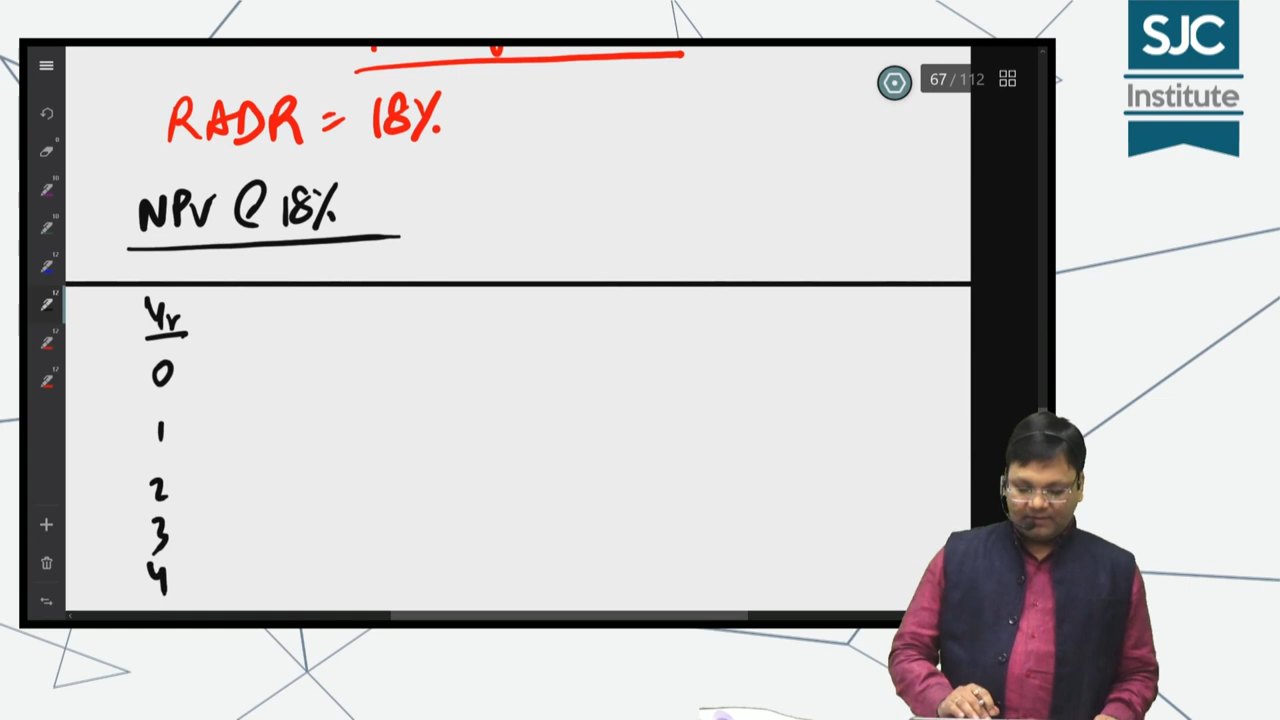 SJC
Institute
67 / 112
RADR = 18%
NPV @ 18%
Yr
0
1
2
3
4